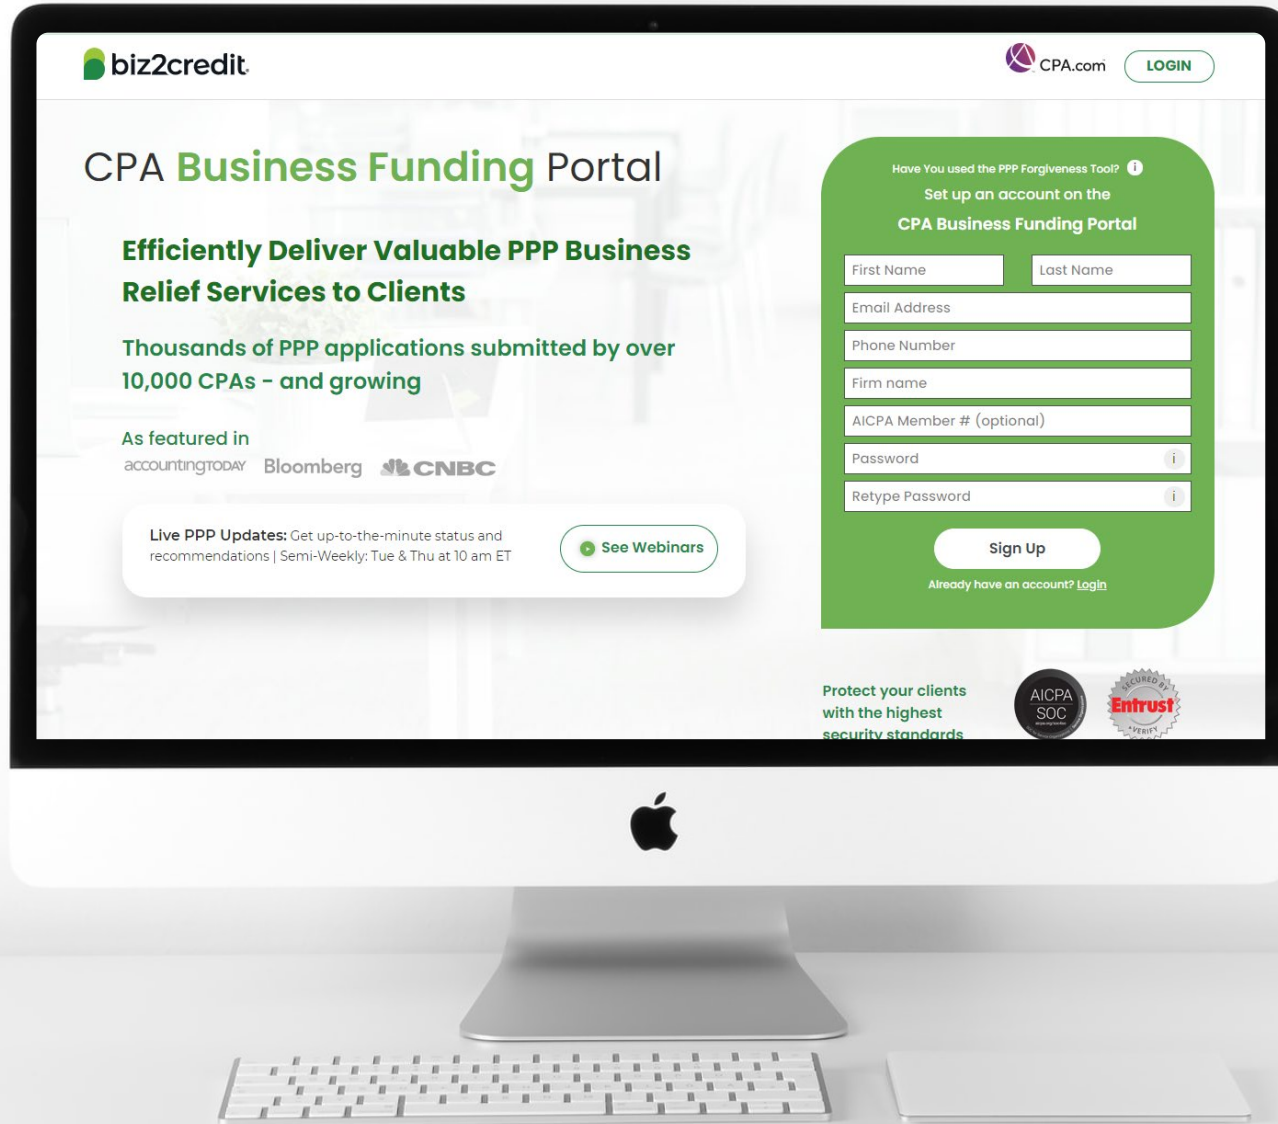 biz2credit
CPA.com
LOGIN
CPA Business Funding Portal
Efficiently Deliver Valuable PPP Business
Relief Services to Clients
Thousands of PPP applications submitted by over
10,000 CPAs - and growing
As featured in
accountingTODAY Bloomberg CNBC
Live PPP Updates: Get up-to-the-minute status and
recommendations | Semi-Weekly: Tue & Thu at 10 am ET
See Webinars
Have You used the PPP Forgiveness Tool? i
Set up an account on the
CPA Business Funding Portal
First Name Last Name
Email Address
Phone Number
Firm name
AICPA Member # (optional)
Password i
Retype Password i
Sign Up
Already have an account? Login
Protect your clients
with the highest
security standards
AICPA
SOC
SECURED BY
Entrust
VERIFY